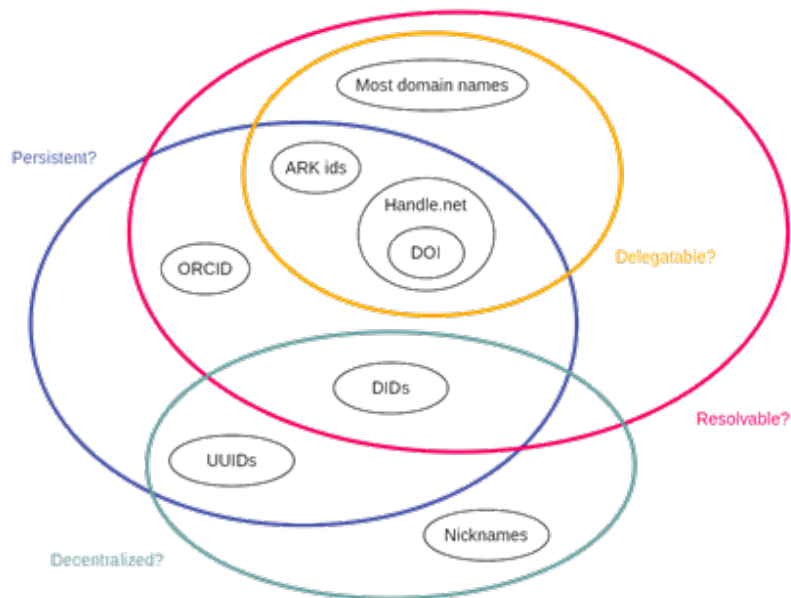 Most domain names
Persistent?
ARK ids
Handle.net
DOI
Delegatable?
ORCID
DIDs
Resolvable?
UUIDs
Nicknames
Decentralized?